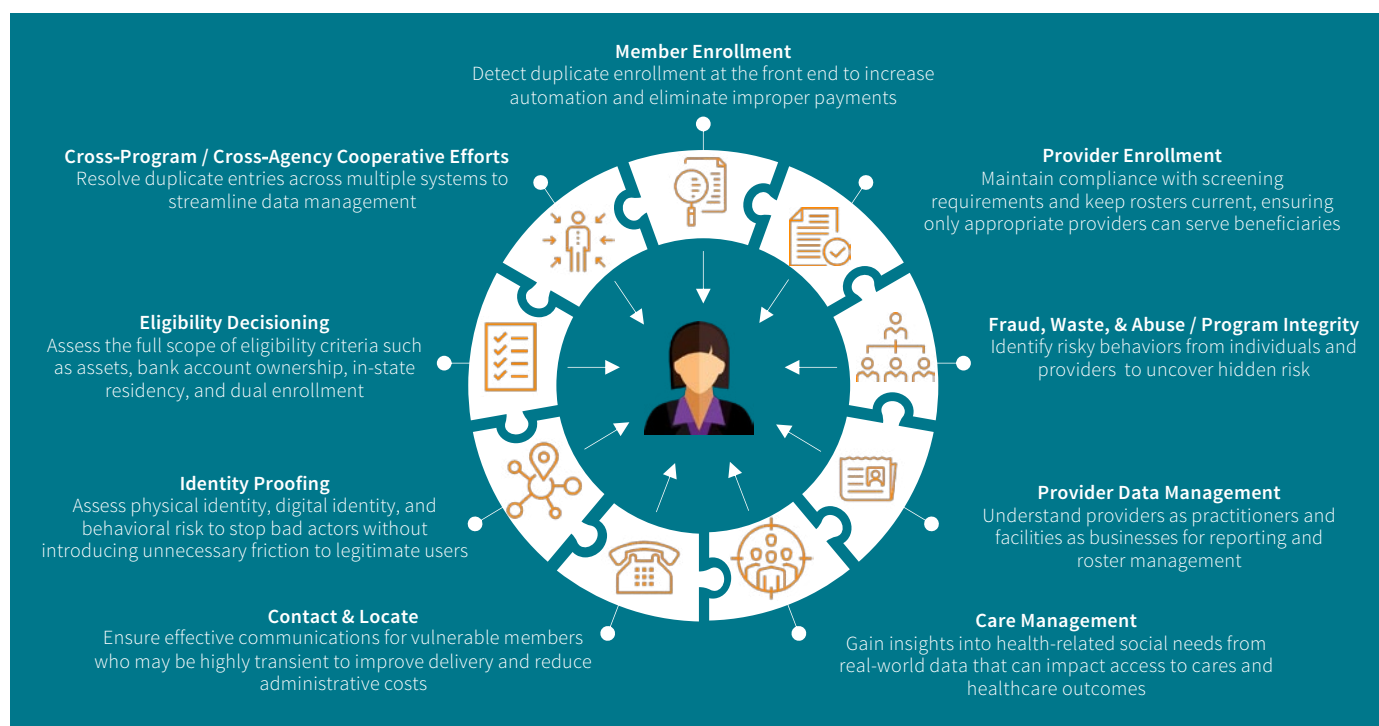 Member Enrollment
Detect duplicate enrollment at the front end to increase
automation and eliminate improper payments
Cross-Program / Cross-Agency Cooperative Efforts
Resolve duplicate entries across multiple systems to
streamline data management
Provider Enrollment
Maintain compliance with screening
requirements and keep rosters current, ensuring
only appropriate providers can serve beneficiaries
Eligibility Decisioning
Assess the full scope of eligibility criteria such
as assets, bank account ownership, in-state
residency, and dual enrollment
Fraud, Waste, & Abuse / Program Integrity
Identify risky behaviors from individuals and
providers to uncover hidden risk
Identity Proofing
Assess physical identity, digital identity, and
behavioral risk to stop bad actors without
introducing unnecessary friction to legitimate users
Provider Data Management
Understand providers as practitioners and
facilities as businesses for reporting and
roster management
Contact & Locate
Ensure effective communications for vulnerable members
who may be highly transient to improve delivery and reduce
administrative costs
Care Management
Gain insights into health-related social needs from
real-world data that can impact access to cares and
healthcare outcomes